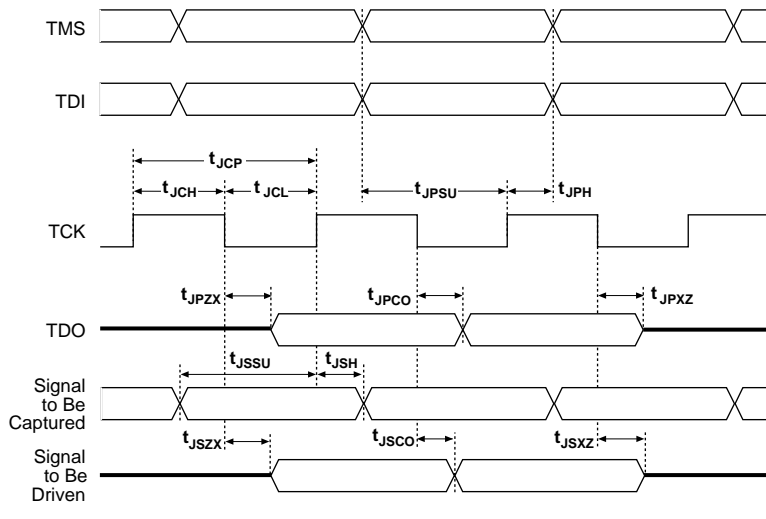 TMS
TDI
tJCP
tJCH
tJCL
tJPSU
tJPH
TCK
tJPZX
tJPCO
tJPXZ
TDO
tJSSU
tJSH
Signal
to Be
Captured
tJSZX
tJSCO
tJSXZ
Signal
to Be
Driven